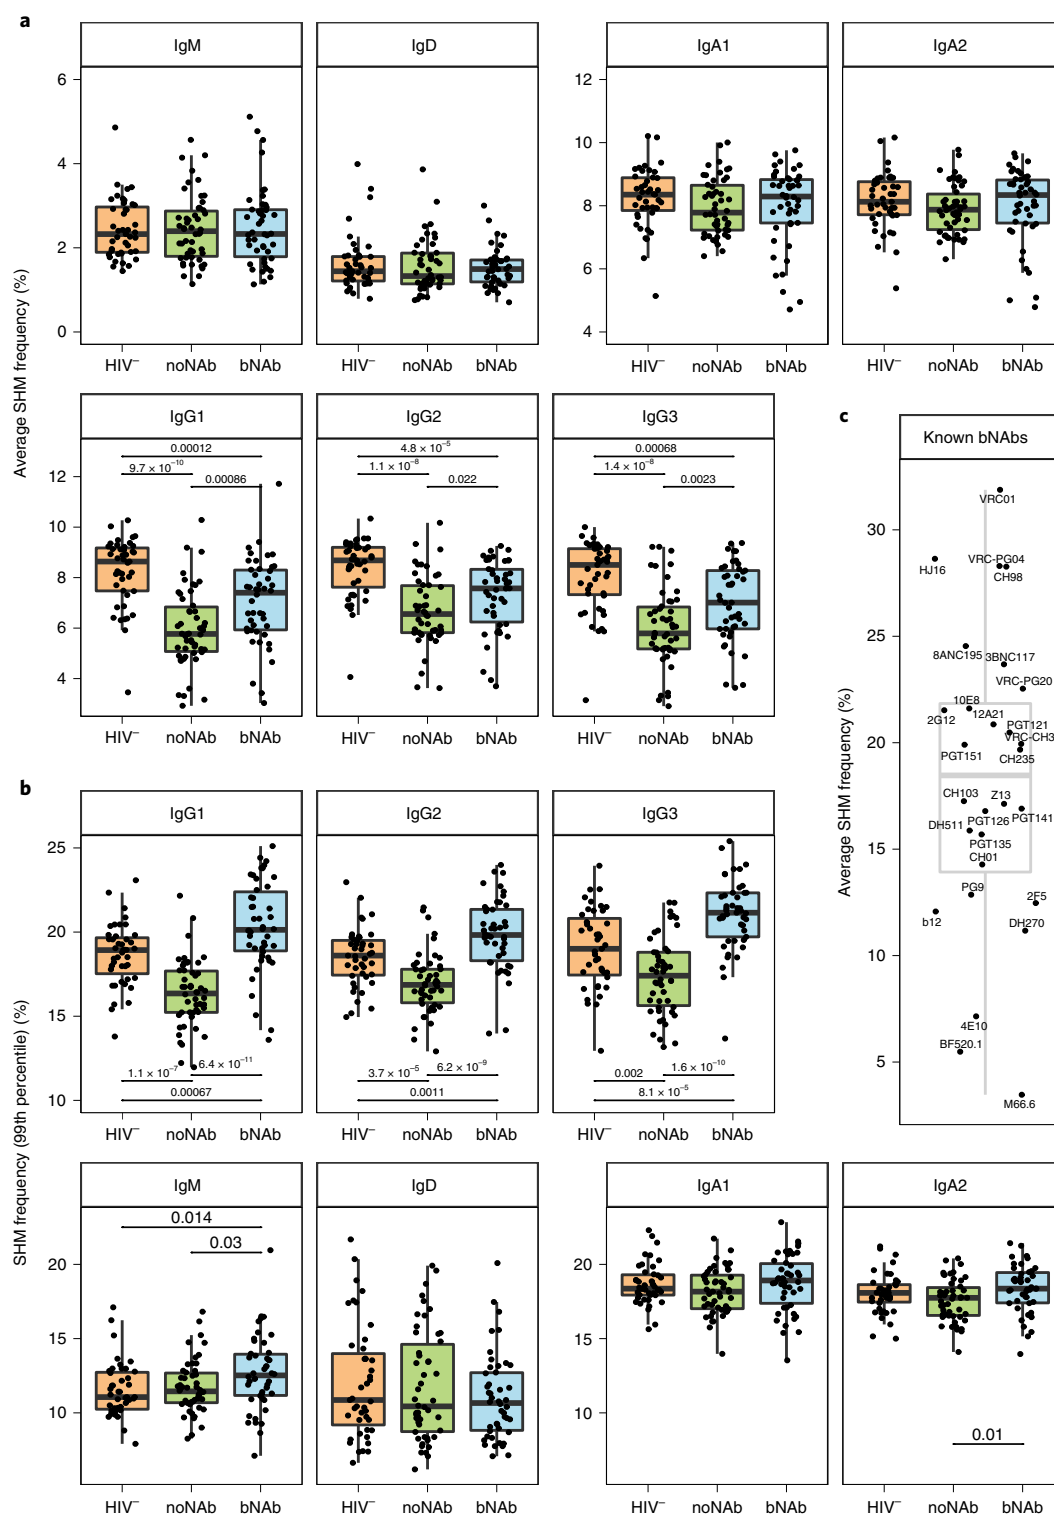 a
IgM
IgD
IgA1
IgA2
Average SHM frequency (%)
6
4
2
0
12
10
8
6
4
HIV⁻ noNAb bNAb
HIV⁻ noNAb bNAb
HIV⁻ noNAb bNAb
HIV⁻ noNAb bNAb
IgG1
IgG2
IgG3
0.00012
9.7 × 10⁻¹⁰
0.00086
4.8 × 10⁻⁵
1.1 × 10⁻⁸
0.022
0.00068
1.4 × 10⁻⁸
0.0023
12
10
8
6
4
HIV⁻ noNAb bNAb
HIV⁻ noNAb bNAb
HIV⁻ noNAb bNAb
c
Known bNAbs
Average SHM frequency (%)
30
25
20
15
10
5
VRC01
HJ16
VRC-PG04
CH98
8ANC195
3BNC117
VRC-PG20
10E8
2G12
12A21
PGT121
VRC-CH3
PGT151
CH235
CH103
Z13
PGT126
PGT141
DH511
PGT135
CH01
PG9
2F5
b12
DH270
4E10
BF520.1
M66.6
b
IgG1
IgG2
IgG3
SHM frequency (99th percentile) (%)
25
20
15
10
1.1 × 10⁻⁷
6.4 × 10⁻¹¹
0.00067
3.7 × 10⁻⁵
6.2 × 10⁻⁹
0.0011
0.002
1.6 × 10⁻¹⁰
8.1 × 10⁻⁵
HIV⁻ noNAb bNAb
HIV⁻ noNAb bNAb
HIV⁻ noNAb bNAb
IgM
IgD
IgA1
IgA2
0.014
0.03
20
15
10
20
15
10
0.01
HIV⁻ noNAb bNAb
HIV⁻ noNAb bNAb
HIV⁻ noNAb bNAb
HIV⁻ noNAb bNAb